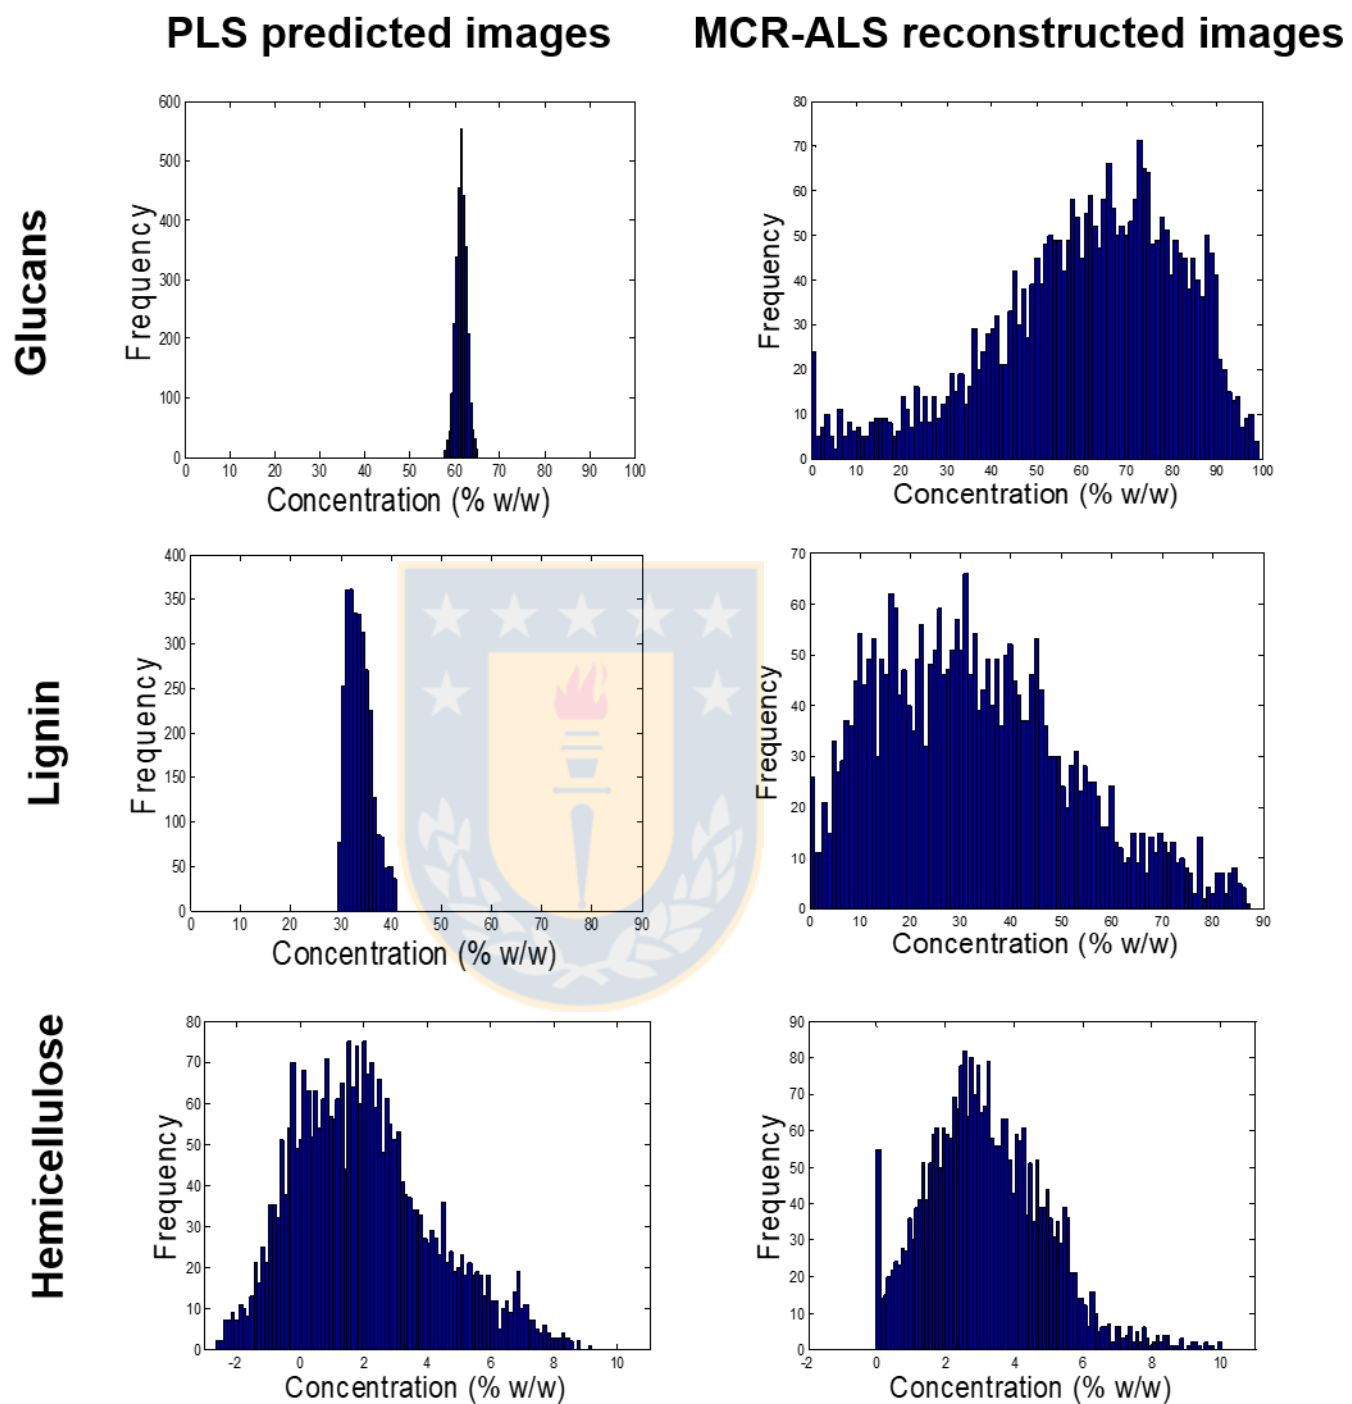 PLS predicted images
MCR-ALS reconstructed images
Glucans
Frequency
600
500
400
300
200
100
0
0 10 20 30 40 50 60 70 80 90 100
Concentration (% w/w)
Frequency
80
70
60
50
40
30
20
10
0
0 10 20 30 40 50 60 70 80 90 100
Concentration (% w/w)
Lignin
Frequency
400
350
300
250
200
150
100
50
0
0 10 20 30 40 50 60 70 80 90
Concentration (% w/w)
Frequency
70
60
50
40
30
20
10
0
0 10 20 30 40 50 60 70 80 90
Concentration (% w/w)
Hemicellulose
Frequency
80
70
60
50
40
30
20
10
0
-2 0 2 4 6 8 10
Concentration (% w/w)
Frequency
90
80
70
60
50
40
30
20
10
0
-2 0 2 4 6 8 10
Concentration (% w/w)